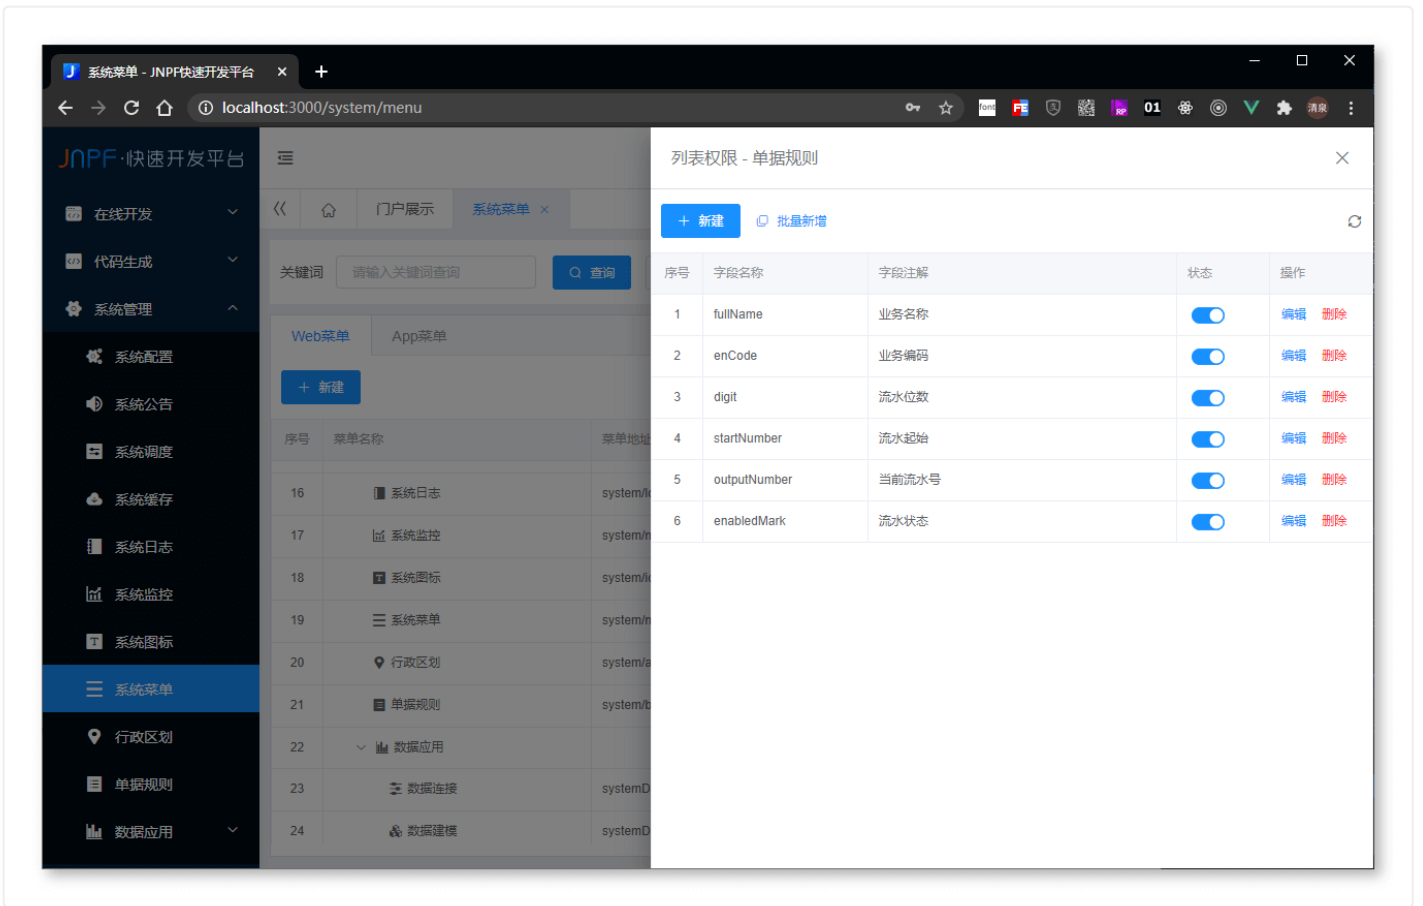 系统菜单 - JNPF快速开发平台
localhost:3000/system/menu
font
FE
RP
01
清泉
JNPF·快速开发平台
在线开发
代码生成
系统管理
系统配置
系统公告
系统调度
系统缓存
系统日志
系统监控
系统图标
系统菜单
行政区划
单据规则
数据应用
门户展示
系统菜单
关键词
请输入关键词查询
查询
Web菜单
App菜单
新建
序号 菜单名称 菜单地址
16 系统日志
17 系统监控
18 系统图标
19 系统菜单
20 行政区划
21 单据规则
22 数据应用
23 数据连接 systemD
24 数据建模 systemD
列表权限 - 单据规则
新建
批量新增
序号 字段名称 字段注解 状态 操作
1 fullName 业务名称 编辑 删除
2 enCode 业务编码 编辑 删除
3 digit 流水位数 编辑 删除
4 startNumber 流水起始 编辑 删除
5 outputNumber 当前流水号 编辑 删除
6 enabledMark 流水状态 编辑 删除